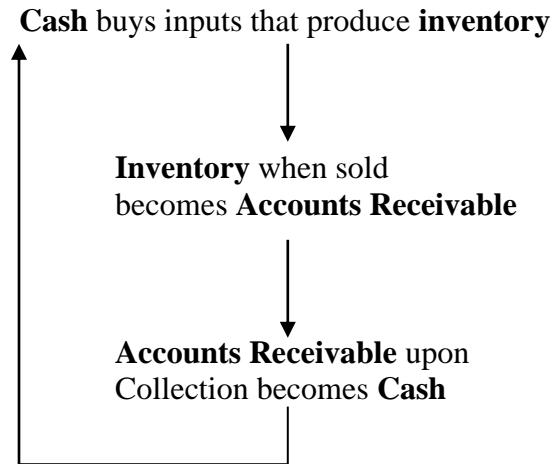 Cash buys inputs that produce inventory
Inventory when sold
becomes Accounts Receivable
Accounts Receivable upon
Collection becomes Cash